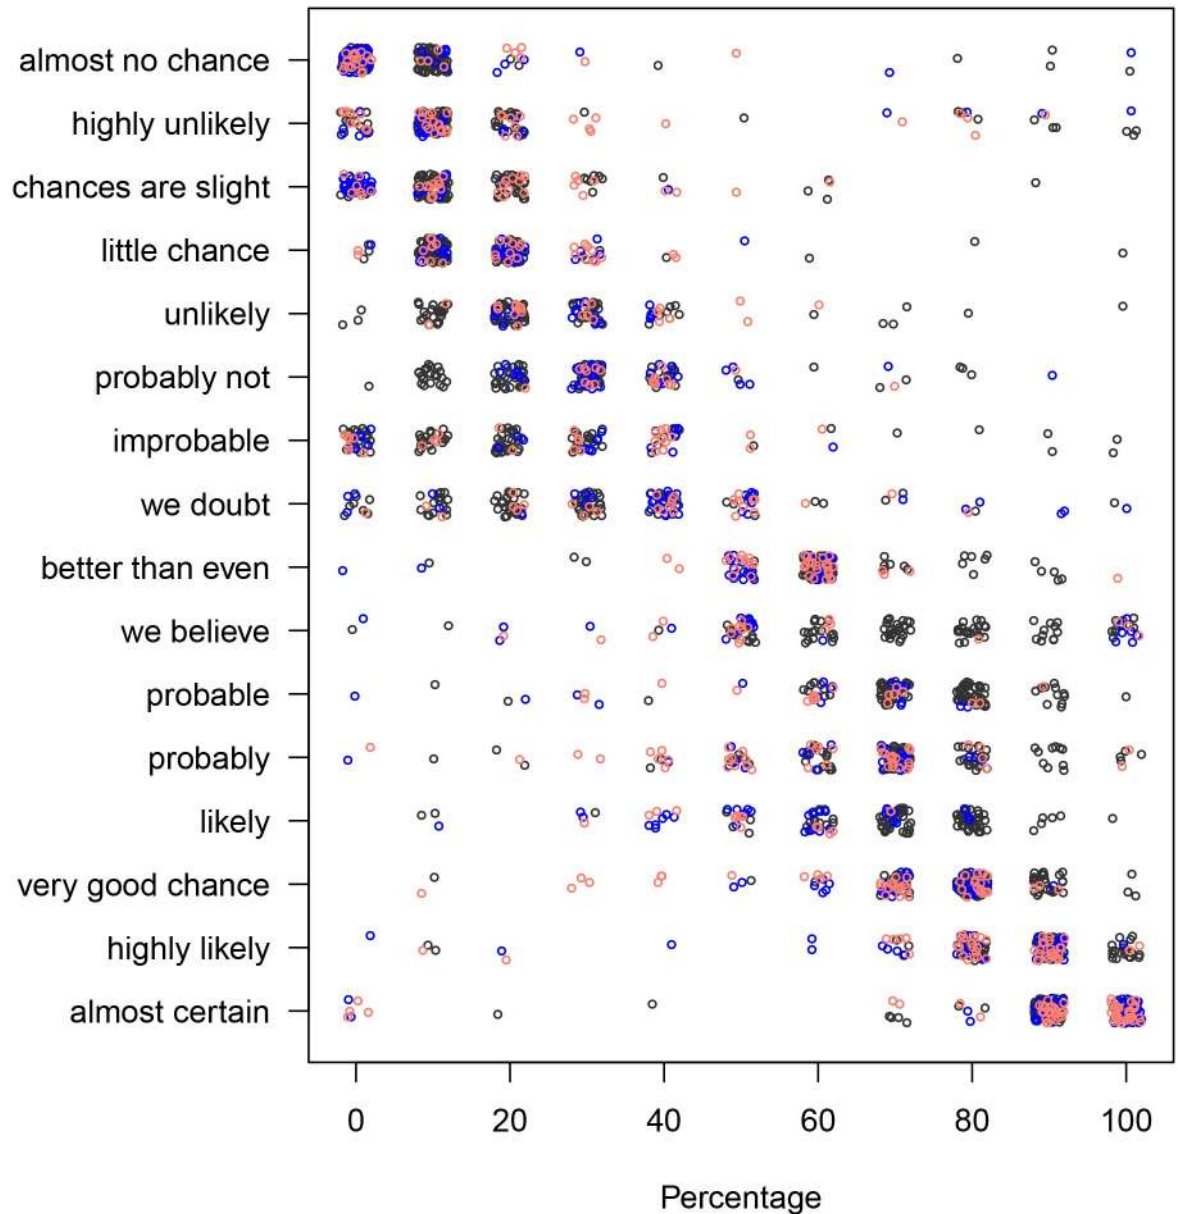 almost no chance
highly unlikely
chances are slight
little chance
unlikely
probably not
improbable
we doubt
better than even
we believe
probable
probably
likely
very good chance
highly likely
almost certain
0 20 40 60 80 100
Percentage